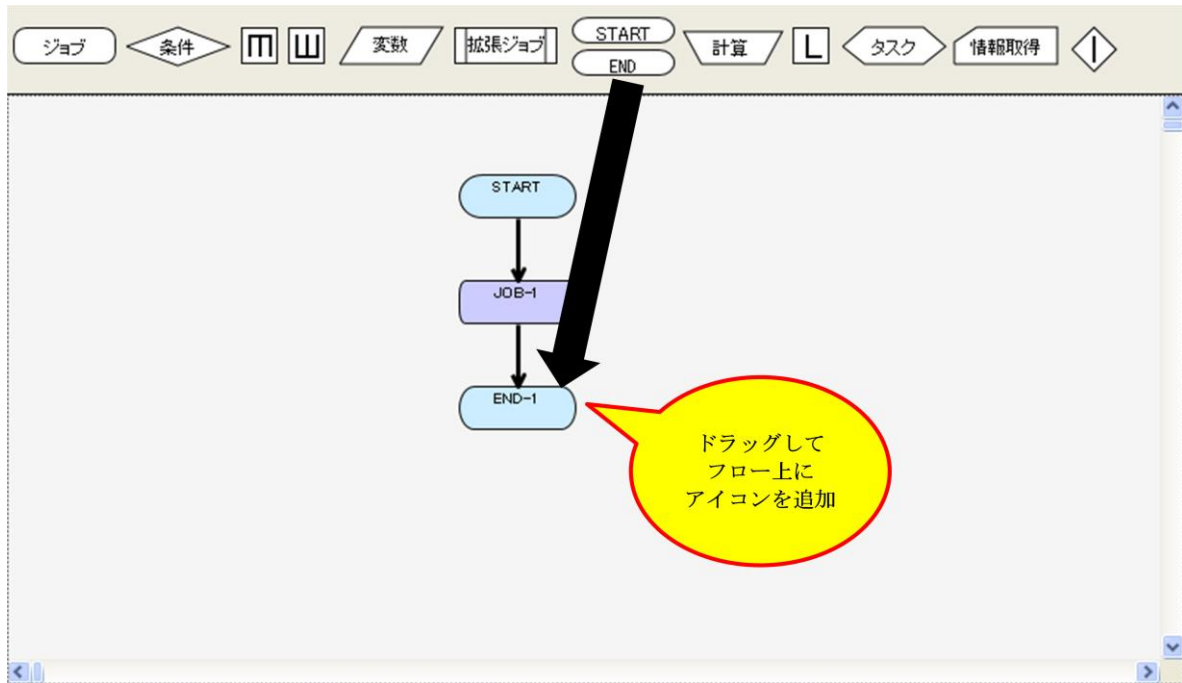 ジョブ
条件
変数
拡張ジョブ
START
END
計算
L
タスク
情報取得
START
JOB-1
END-1
ドラッグして
フロー上に
アイコンを追加